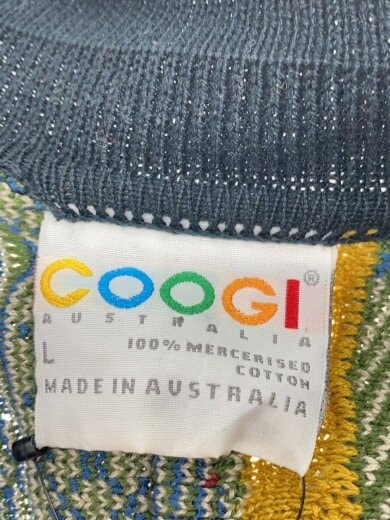 COOGI®
AUSTRALIA
L
100% MERCERISED
COTTON
MADE IN AUSTRALIA